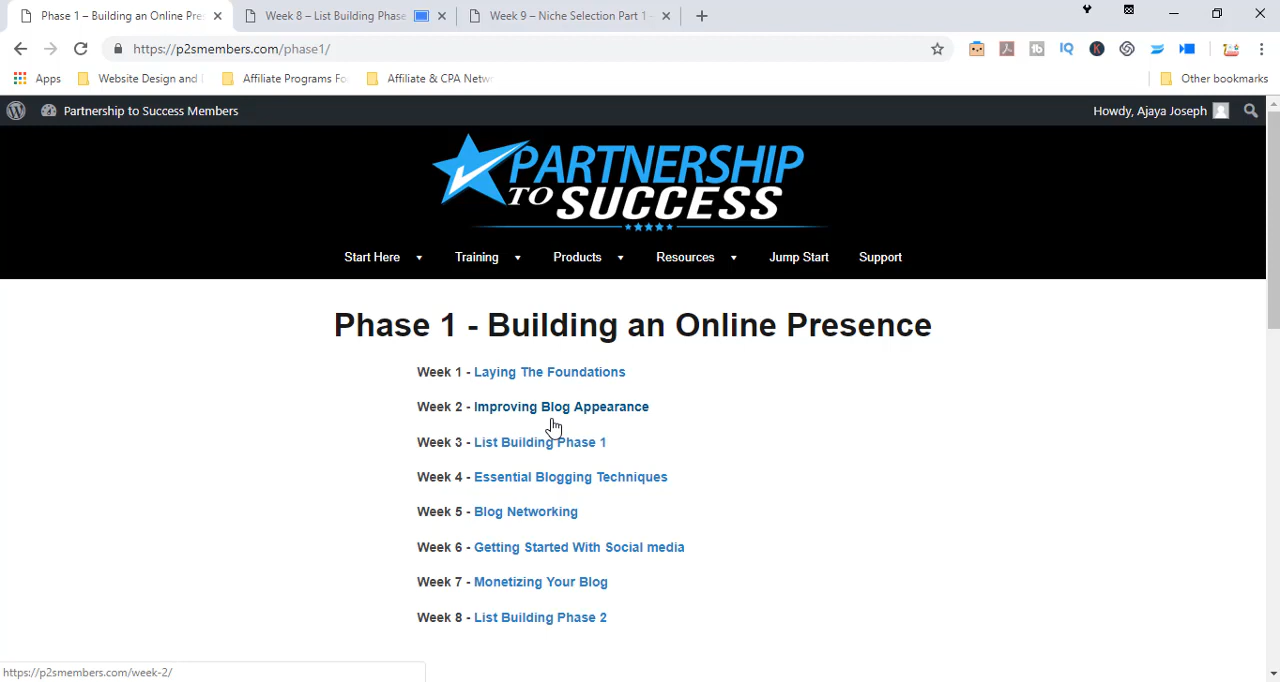 Phase 1 – Building an Online Pre
Week 8 – List Building Phase
Week 9 – Niche Selection Part 1 -
https://p2smembers.com/phase1/
Apps
Website Design and
Affiliate Programs Fo
Affiliate & CPA Netw
Other bookmarks
Partnership to Success Members
Howdy, Ajaya Joseph
PARTNERSHIP
TO SUCCESS
Start Here Training Products Resources Jump Start Support
Phase 1 - Building an Online Presence
Week 1 - Laying The Foundations
Week 2 - Improving Blog Appearance
Week 3 - List Building Phase 1
Week 4 - Essential Blogging Techniques
Week 5 - Blog Networking
Week 6 - Getting Started With Social media
Week 7 - Monetizing Your Blog
Week 8 - List Building Phase 2
https://p2smembers.com/week-2/